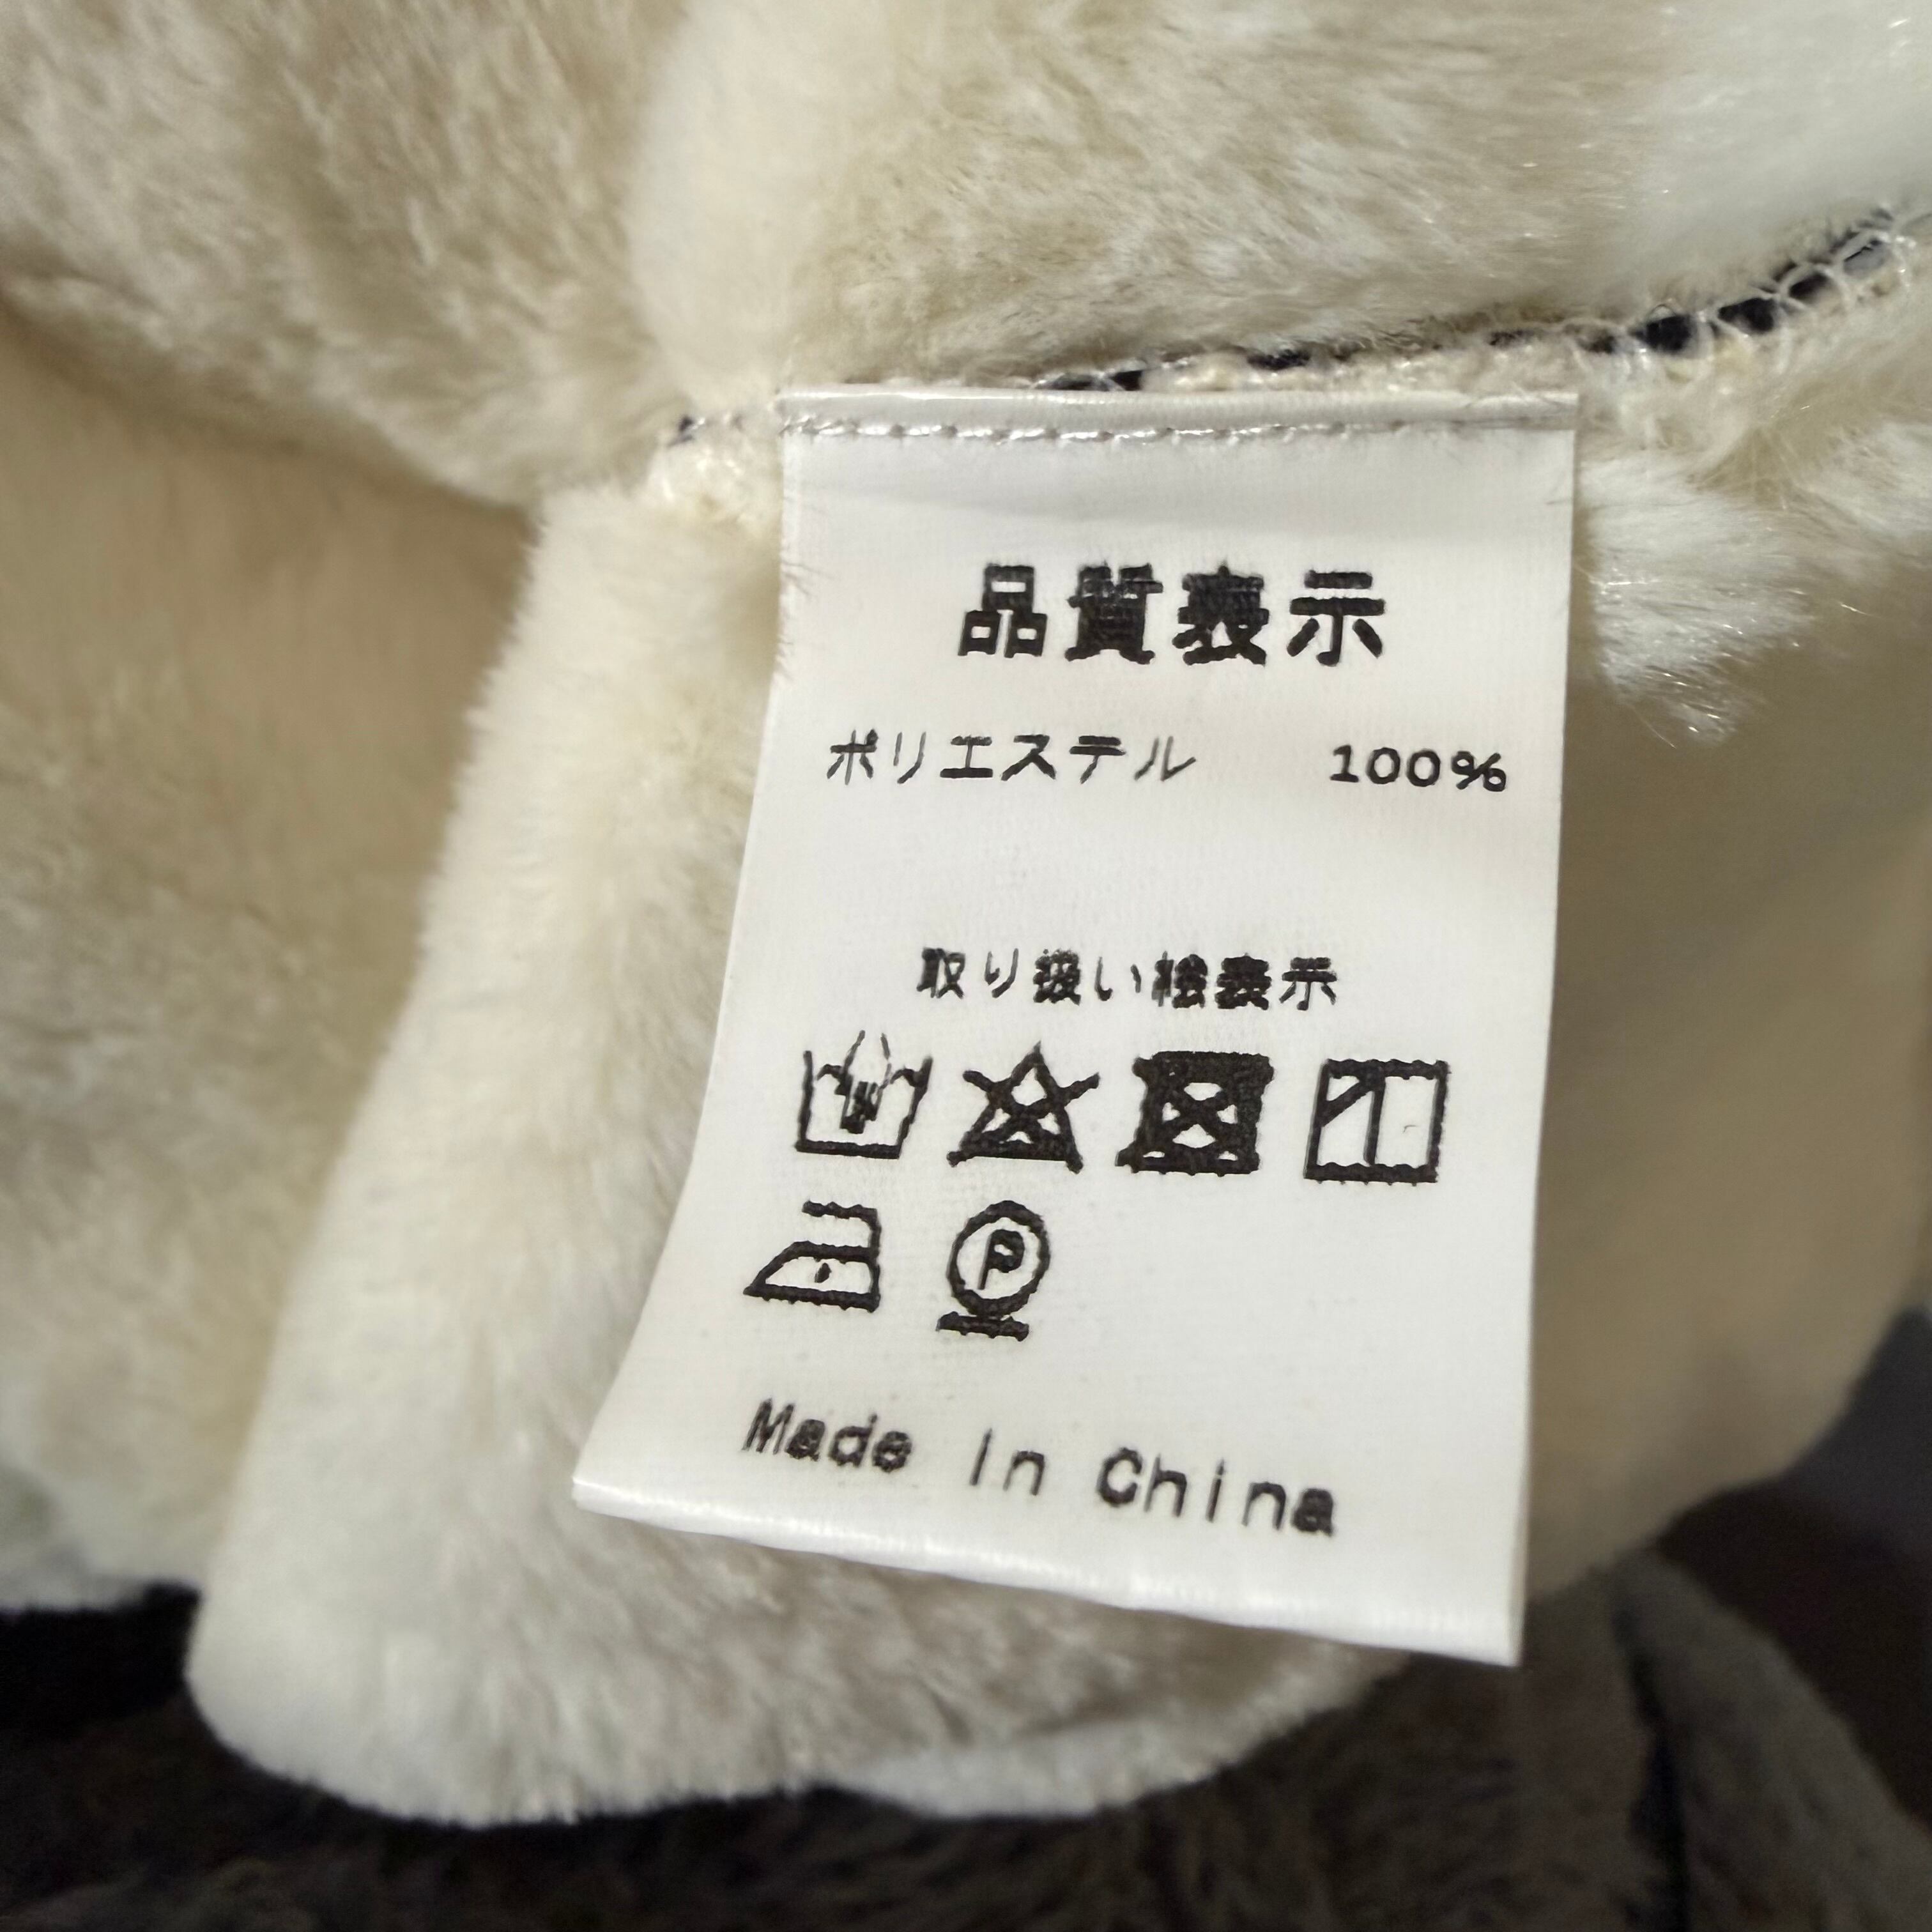 品質表示
ポリエステル 100%
取り扱い絵表示
P
Made in China